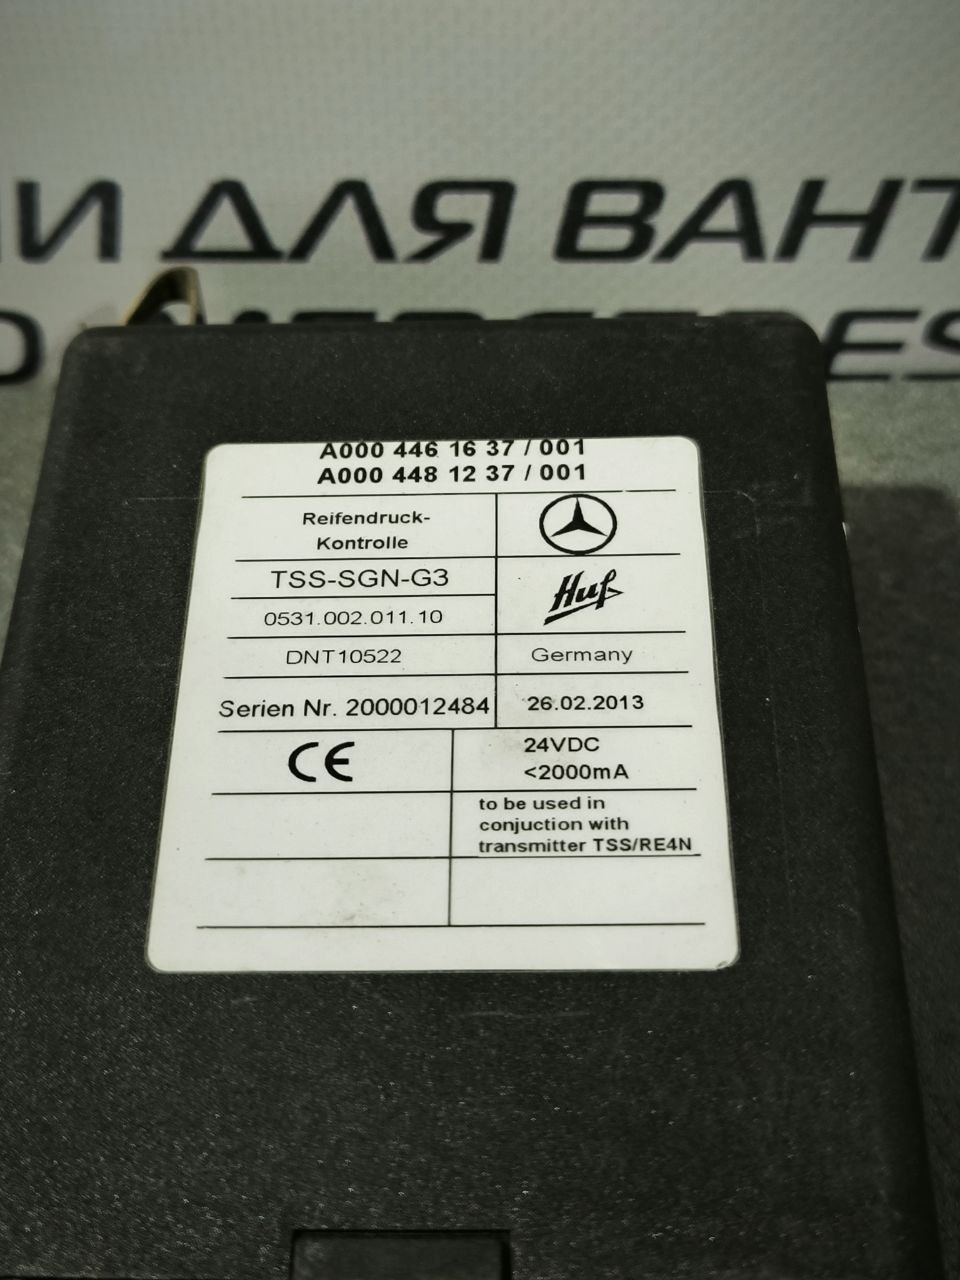 ДЛЯ ВАНТ
A000 446 16 37 / 001
A000 448 12 37 / 001
Reifendruck-
Kontrolle
TSS-SGN-G3
Huf
0531.002.011.10
DNT10522
Germany
Serien Nr. 2000012484
26.02.2013
CE
24VDC
<2000mA
to be used in
conjuction with
transmitter TSS/RE4N